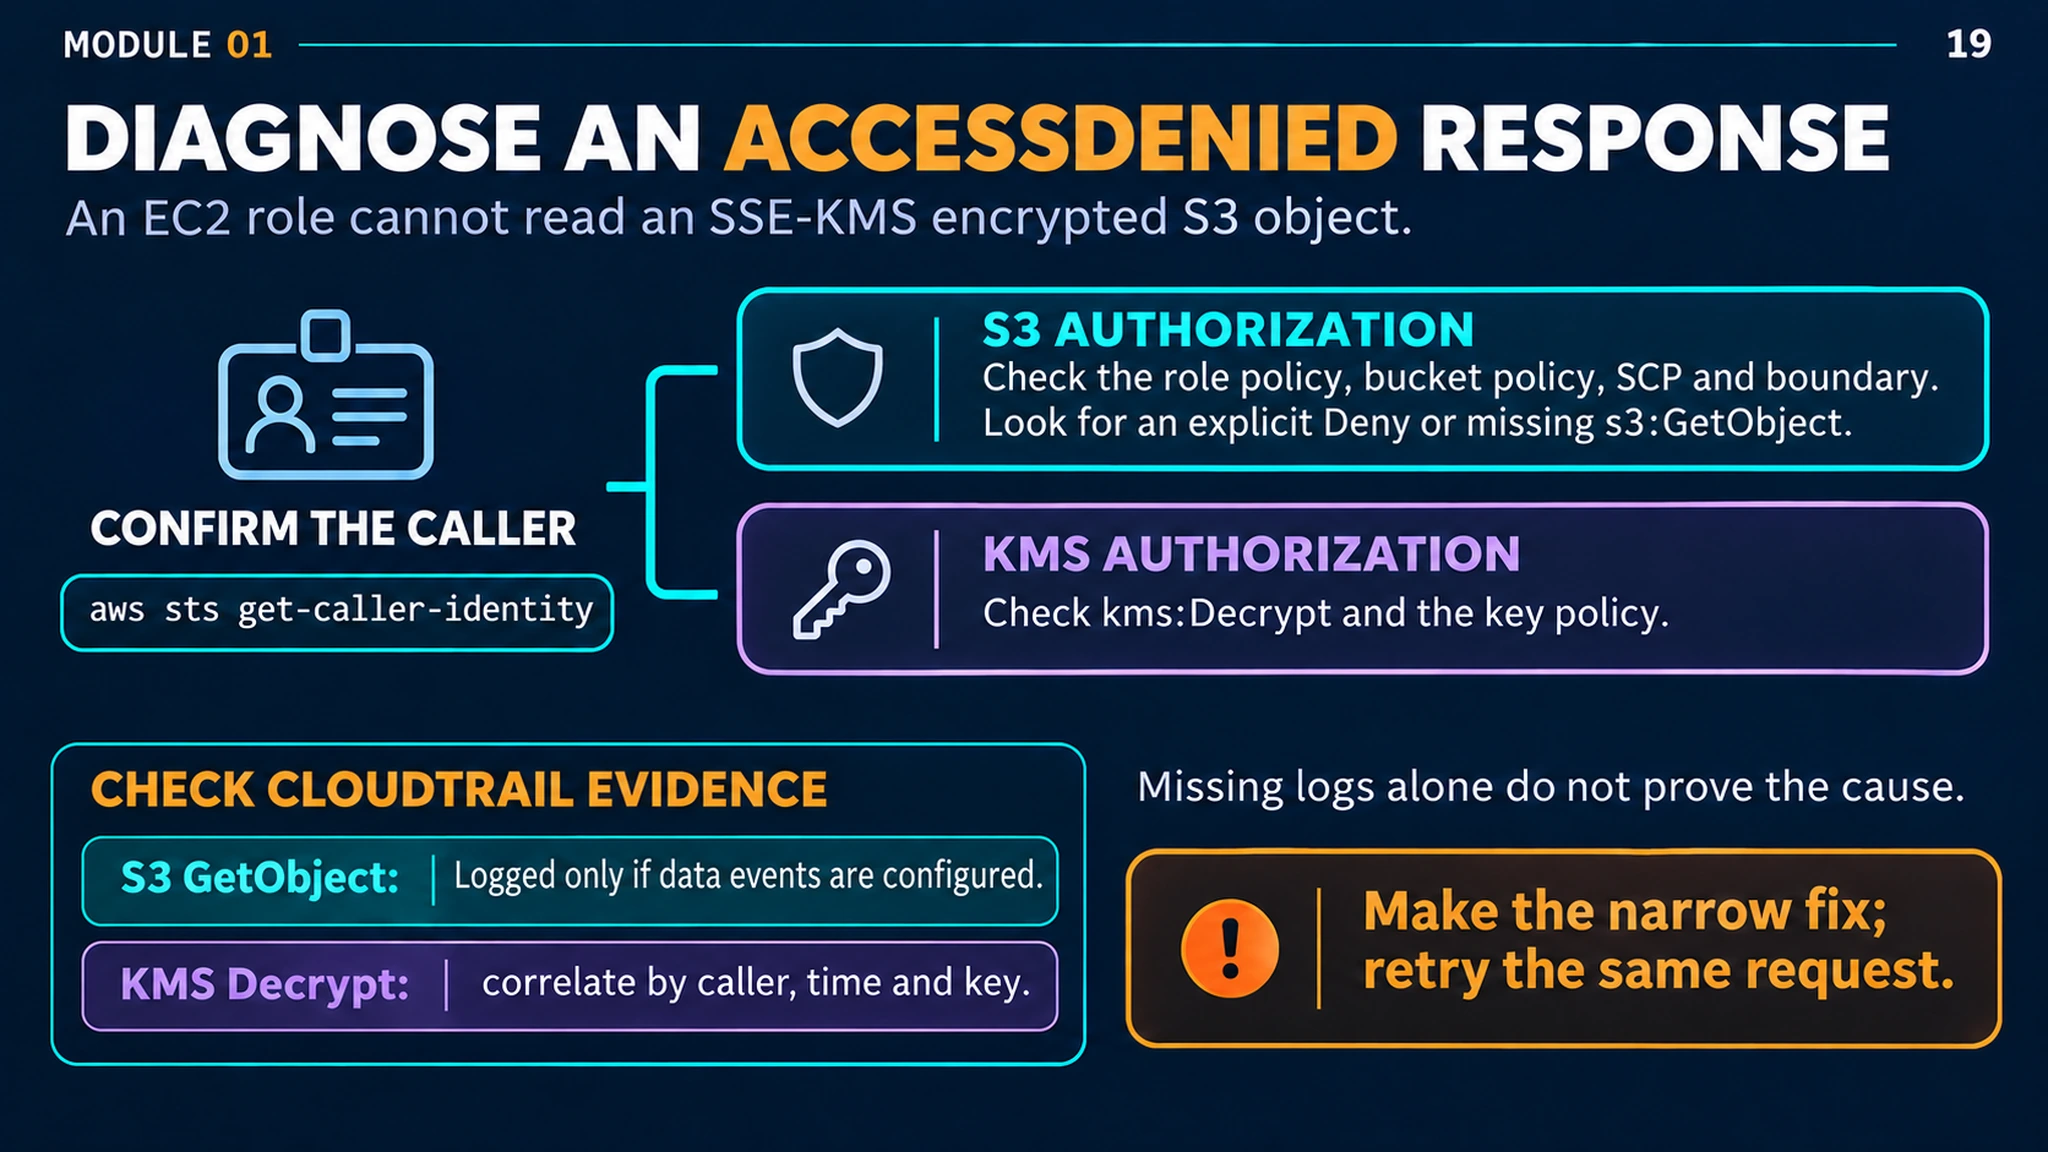 MODULE 01
19
DIAGNOSE AN ACCESSDENIED RESPONSE
An EC2 role cannot read an SSE-KMS encrypted S3 object.
CONFIRM THE CALLER
aws sts get-caller-identity
S3 AUTHORIZATION
Check the role policy, bucket policy, SCP and boundary.
Look for an explicit Deny or missing s3:GetObject.
KMS AUTHORIZATION
Check kms:Decrypt and the key policy.
CHECK CLOUDTRAIL EVIDENCE
S3 GetObject: Logged only if data events are configured.
KMS Decrypt: correlate by caller, time and key.
Missing logs alone do not prove the cause.
Make the narrow fix;
retry the same request.